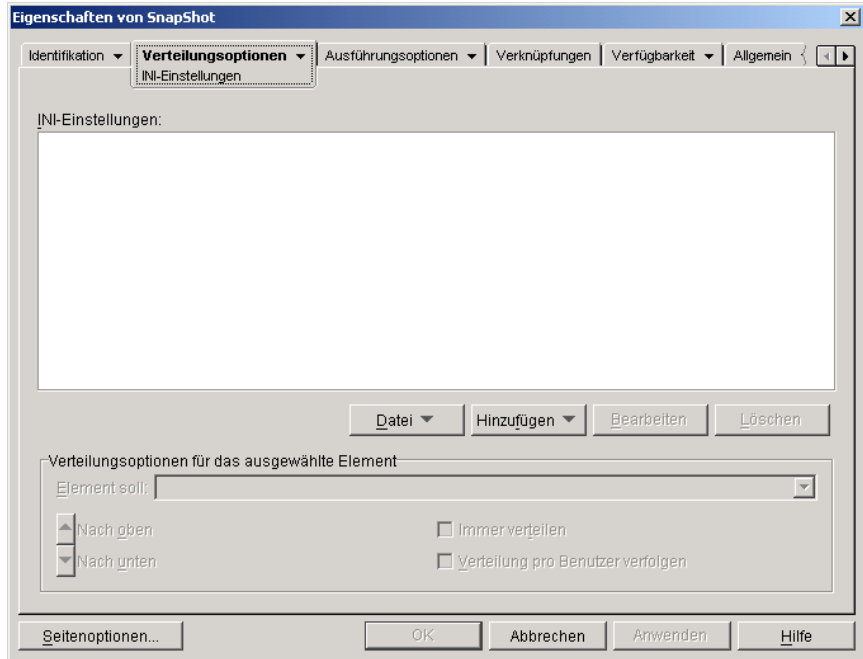 Eigenschaften von SnapShot
Identifikation Verteilungsoptionen Ausführungsoptionen Verknüpfungen Verfügbarkeit Allgemein
INI-Einstellungen
INI-Einstellungen:
Datei Hinzufügen Bearbeiten Löschen
Verteilungsoptionen für das ausgewählte Element
Element soll:
Nach oben Immer verteilen
Nach unten Verteilung pro Benutzer verfolgen
Seitenoptionen... OK Abbrechen Anwenden Hilfe